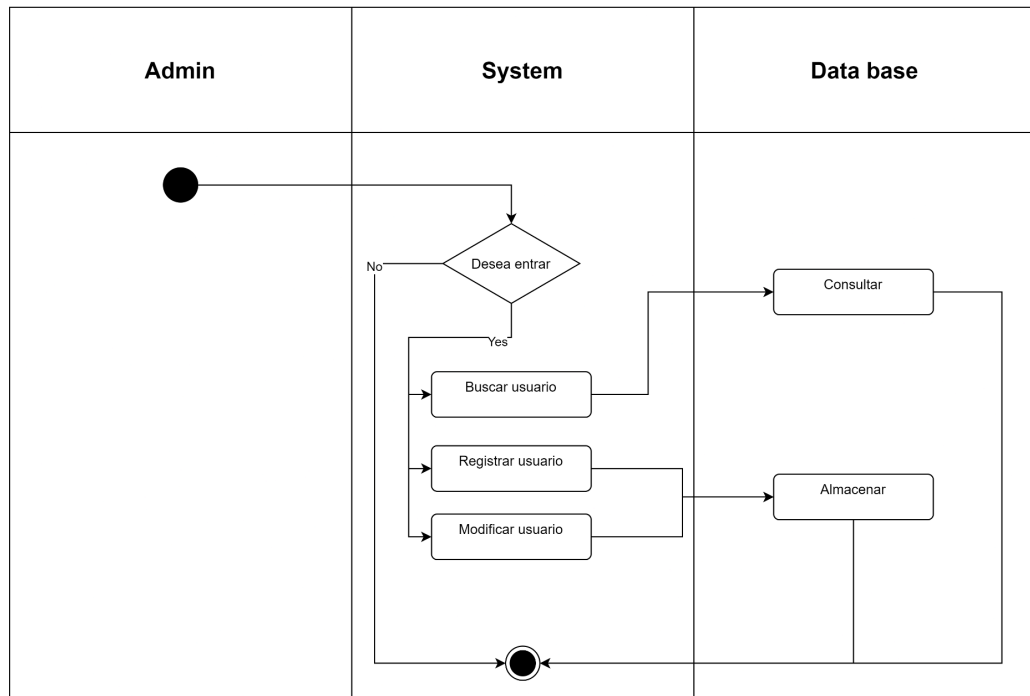 Admin
System
Data base
Desea entrar
No
Consultar
Yes
Buscar usuario
Registrar usuario
Almacenar
Modificar usuario